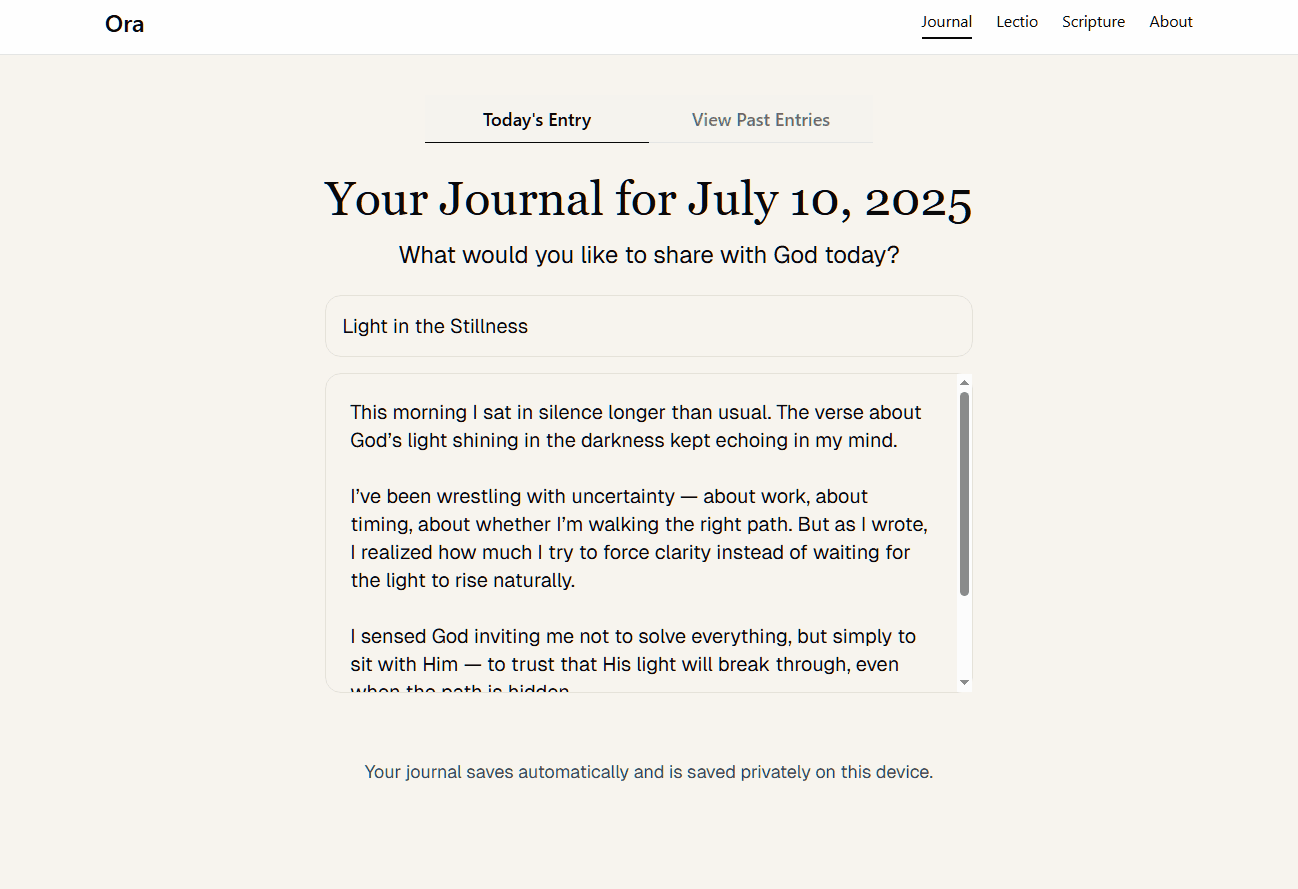 Ora
Journal Lectio Scripture About
Today's Entry View Past Entries
Your Journal for July 10, 2025
What would you like to share with God today?
Light in the Stillness
This morning I sat in silence longer than usual. The verse about
God’s light shining in the darkness kept echoing in my mind.
I’ve been wrestling with uncertainty — about work, about
timing, about whether I’m walking the right path. But as I wrote,
I realized how much I try to force clarity instead of waiting for
the light to rise naturally.
I sensed God inviting me not to solve everything, but simply to
sit with Him — to trust that His light will break through, even
when the path is hidden
Your journal saves automatically and is saved privately on this device.